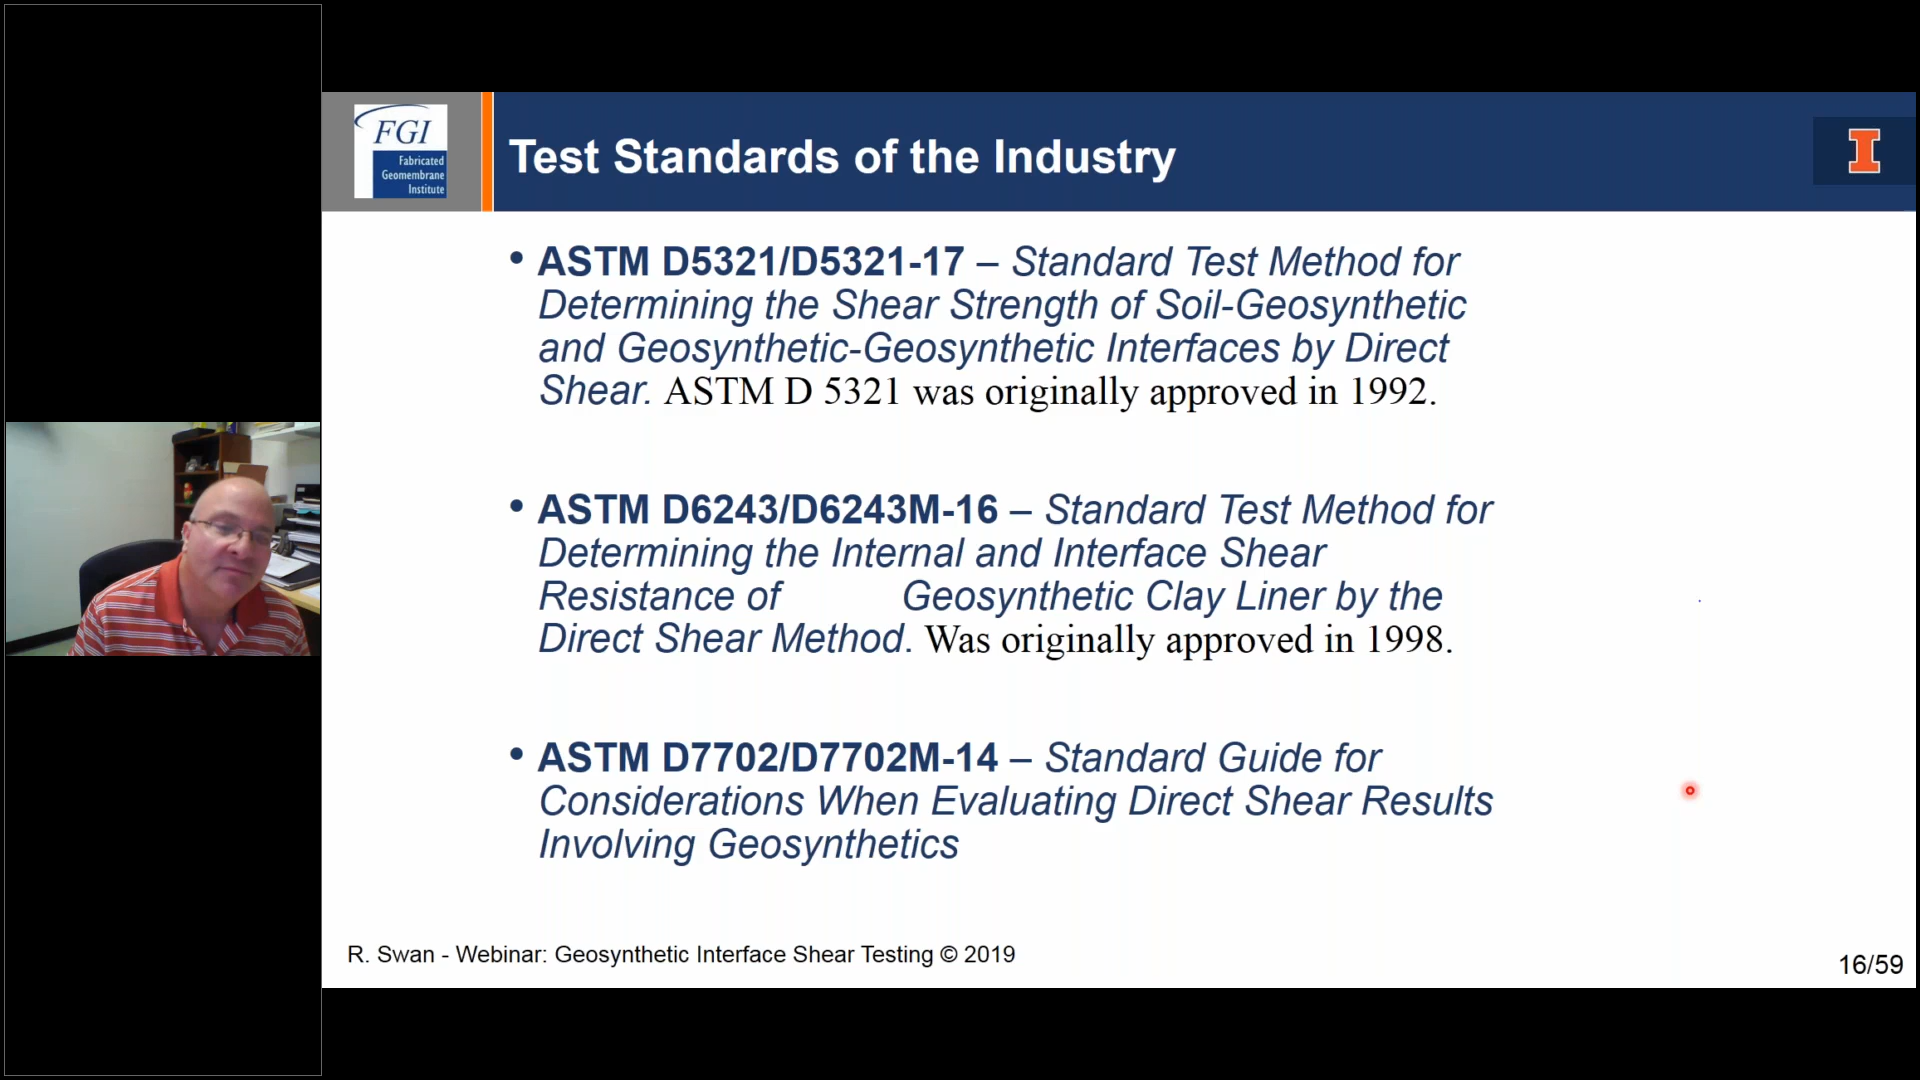 FGI
Fabricated
Geomembrane
Institute
Test Standards of the Industry
I
• ASTM D5321/D5321-17 – Standard Test Method for
Determining the Shear Strength of Soil-Geosynthetic
and Geosynthetic-Geosynthetic Interfaces by Direct
Shear. ASTM D 5321 was originally approved in 1992.
• ASTM D6243/D6243M-16 – Standard Test Method for
Determining the Internal and Interface Shear
Resistance of Geosynthetic Clay Liner by the
Direct Shear Method. Was originally approved in 1998.
• ASTM D7702/D7702M-14 – Standard Guide for
Considerations When Evaluating Direct Shear Results
Involving Geosynthetics
R. Swan - Webinar: Geosynthetic Interface Shear Testing © 2019
16/59